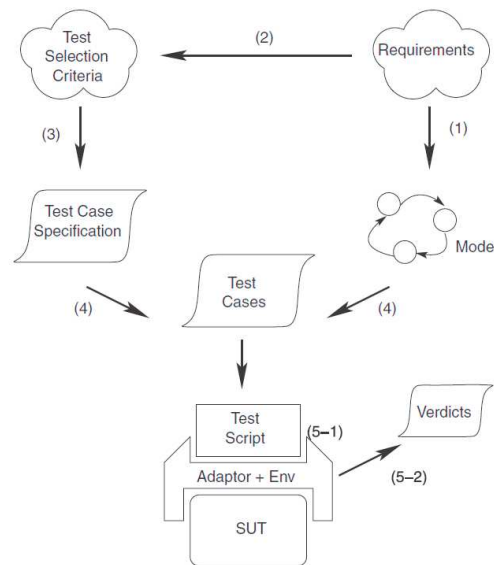 Test
Selection
Criteria
(2)
Requirements
(3)
(1)
Test Case
Specification
Mode
(4)
Test
Cases
(4)
Test
Script
(5–1)
Verdicts
Adaptor + Env
(5–2)
SUT